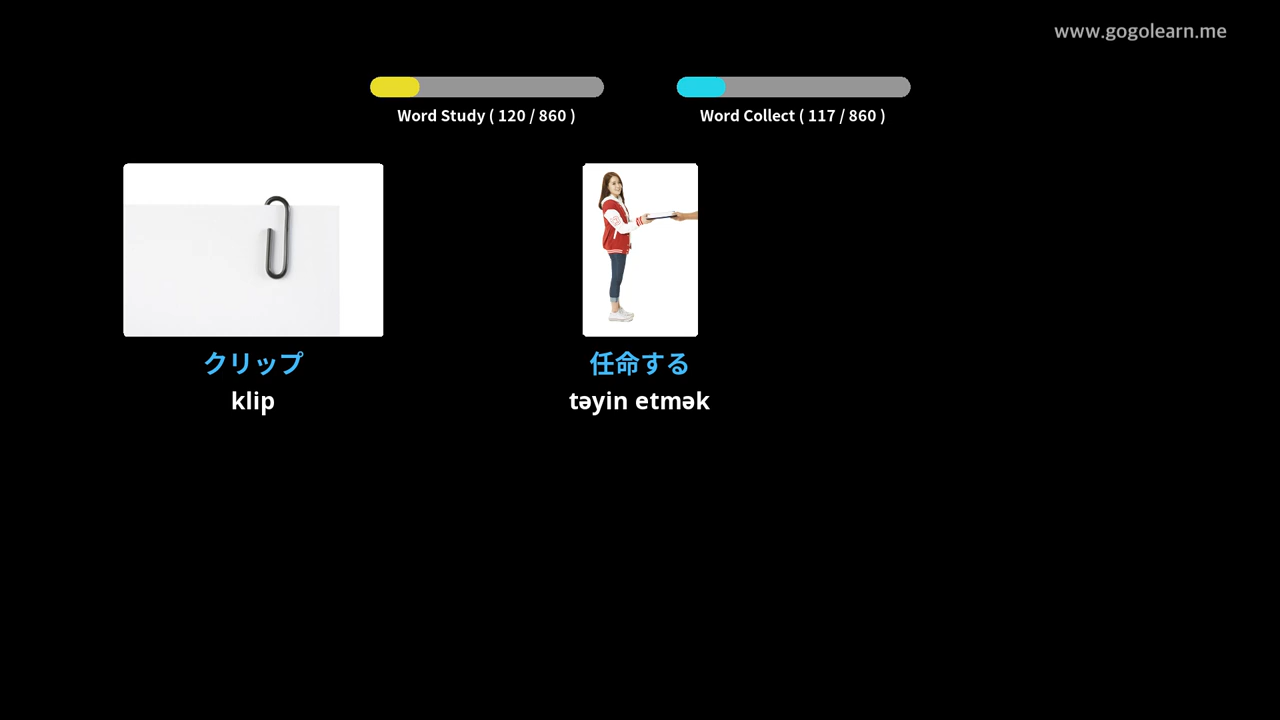 www.gogolearn.me
Word Study ( 120 / 860 )
Word Collect ( 117 / 860 )
クリップ
klip
任命する
təyin etmək